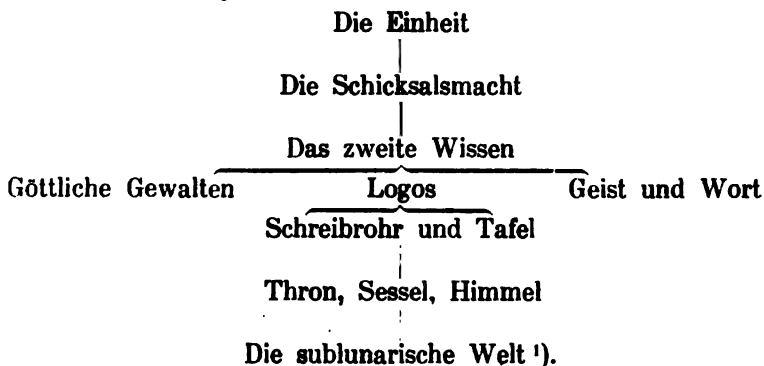 Die Einheit
Die Schicksalsmacht
Das zweite Wissen
Göttliche Gewalten Logos Geist und Wort
Schreibrohr und Tafel
Thron, Sessel, Himmel
Die sublunarische Welt ¹).